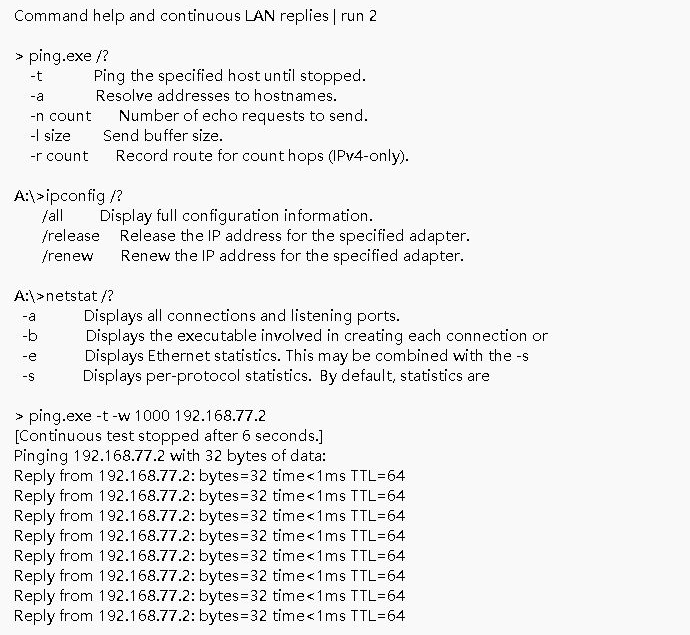 Command help and continuous LAN replies | run 2
> ping.exe /?
-t Ping the specified host until stopped.
-a Resolve addresses to hostnames.
-n count Number of echo requests to send.
-l size Send buffer size.
-r count Record route for count hops (IPv4-only).
A:\>ipconfig /?
/all Display full configuration information.
/release Release the IP address for the specified adapter.
/renew Renew the IP address for the specified adapter.
A:\>netstat /?
-a Displays all connections and listening ports.
-b Displays the executable involved in creating each connection or
-e Displays Ethernet statistics. This may be combined with the -s
-s Displays per-protocol statistics. By default, statistics are
> ping.exe -t -w 1000 192.168.77.2
[Continuous test stopped after 6 seconds.]
Pinging 192.168.77.2 with 32 bytes of data:
Reply from 192.168.77.2: bytes=32 time<1ms TTL=64
Reply from 192.168.77.2: bytes=32 time<1ms TTL=64
Reply from 192.168.77.2: bytes=32 time<1ms TTL=64
Reply from 192.168.77.2: bytes=32 time<1ms TTL=64
Reply from 192.168.77.2: bytes=32 time<1ms TTL=64
Reply from 192.168.77.2: bytes=32 time<1ms TTL=64
Reply from 192.168.77.2: bytes=32 time<1ms TTL=64
Reply from 192.168.77.2: bytes=32 time<1ms TTL=64